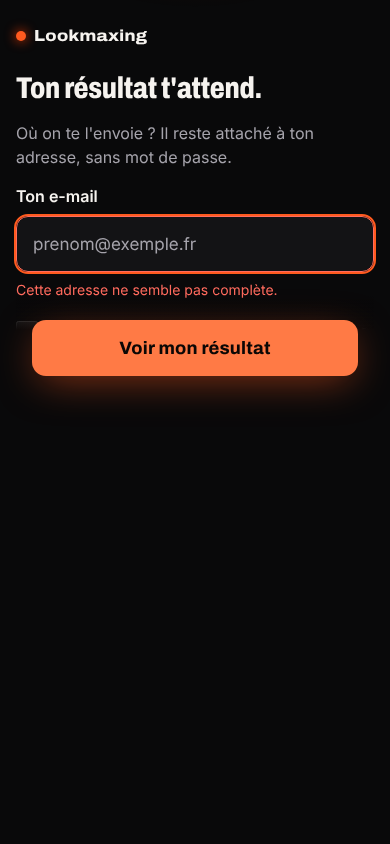 Lookmaxing
Ton résultat t'attend.
Où on te l'envoie ? Il reste attaché à ton
adresse, sans mot de passe.
Ton e-mail
prenom@exemple.fr
Cette adresse ne semble pas complète.
Voir mon résultat